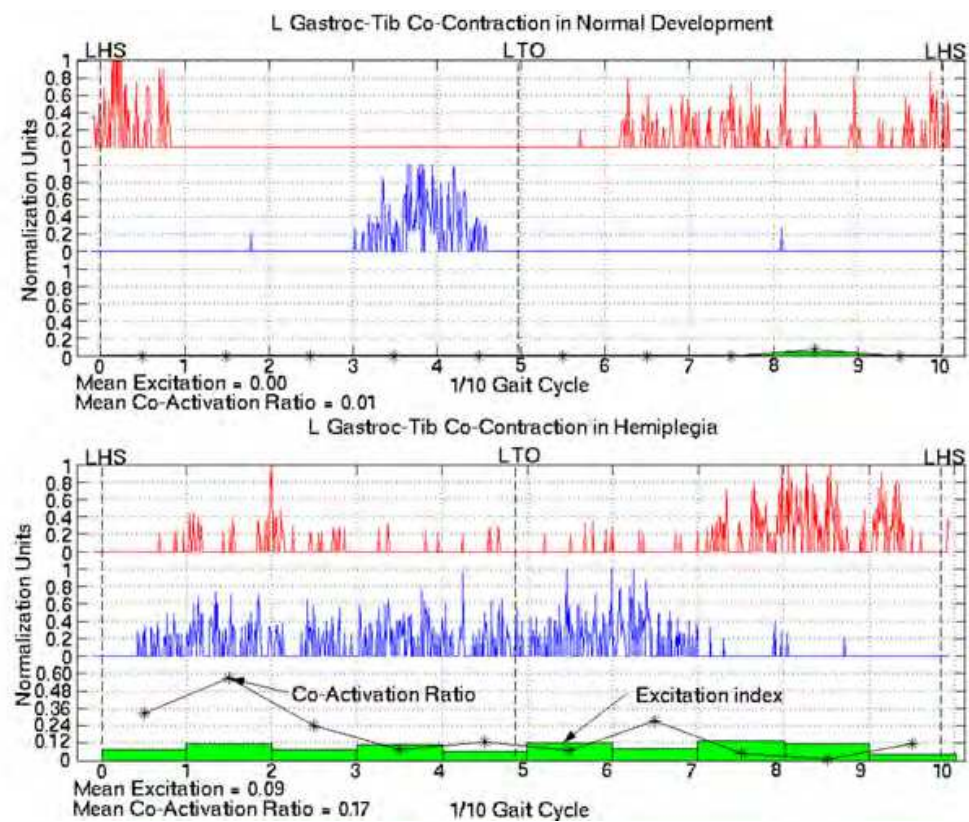 L Gastroc-Tib Co-Contraction in Normal Development
LHS LTO LHS
Normalization Units
1
0.8
0.6
0.4
0.2
0
1
0.8
0.6
0.4
0.2
0
0.8
0.6
0.4
0.2
0
0 1 2 3 4 5 6 7 8 9 10
Mean Excitation = 0.00
1/10 Gait Cycle
Mean Co-Activation Ratio = 0.01
L Gastroc-Tib Co-Contraction in Hemiplegia
LHS LTO LHS
Normalization Units
1
0.8
0.6
0.4
0.2
0
1
0.8
0.6
0.4
0.2
0
0.60
0.48
0.36
0.24
0.12
0
Co-Activation Ratio
Excitation index
0 1 2 3 4 5 6 7 8 9 10
Mean Excitation = 0.09
Mean Co-Activation Ratio = 0.17
1/10 Gait Cycle